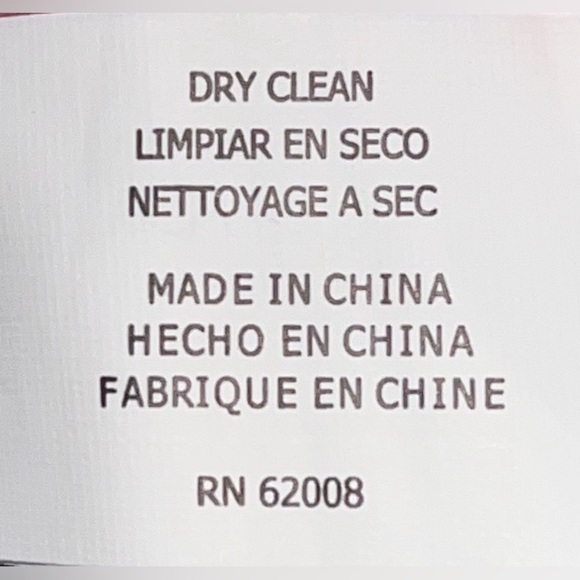 DRY CLEAN
LIMPIAR EN SECO
NETTOYAGE A SEC
MADE IN CHINA
HECHO EN CHINA
FABRIQUE EN CHINE
RN 62008